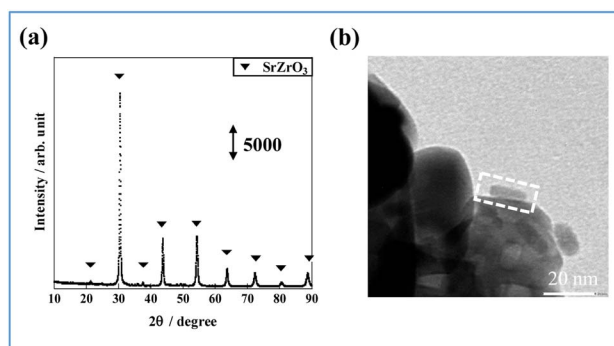 (a)
SrZrO₃
5000
Intensity / arb. unit
10 20 30 40 50 60 70 80 90
2θ / degree
(b)
20 nm